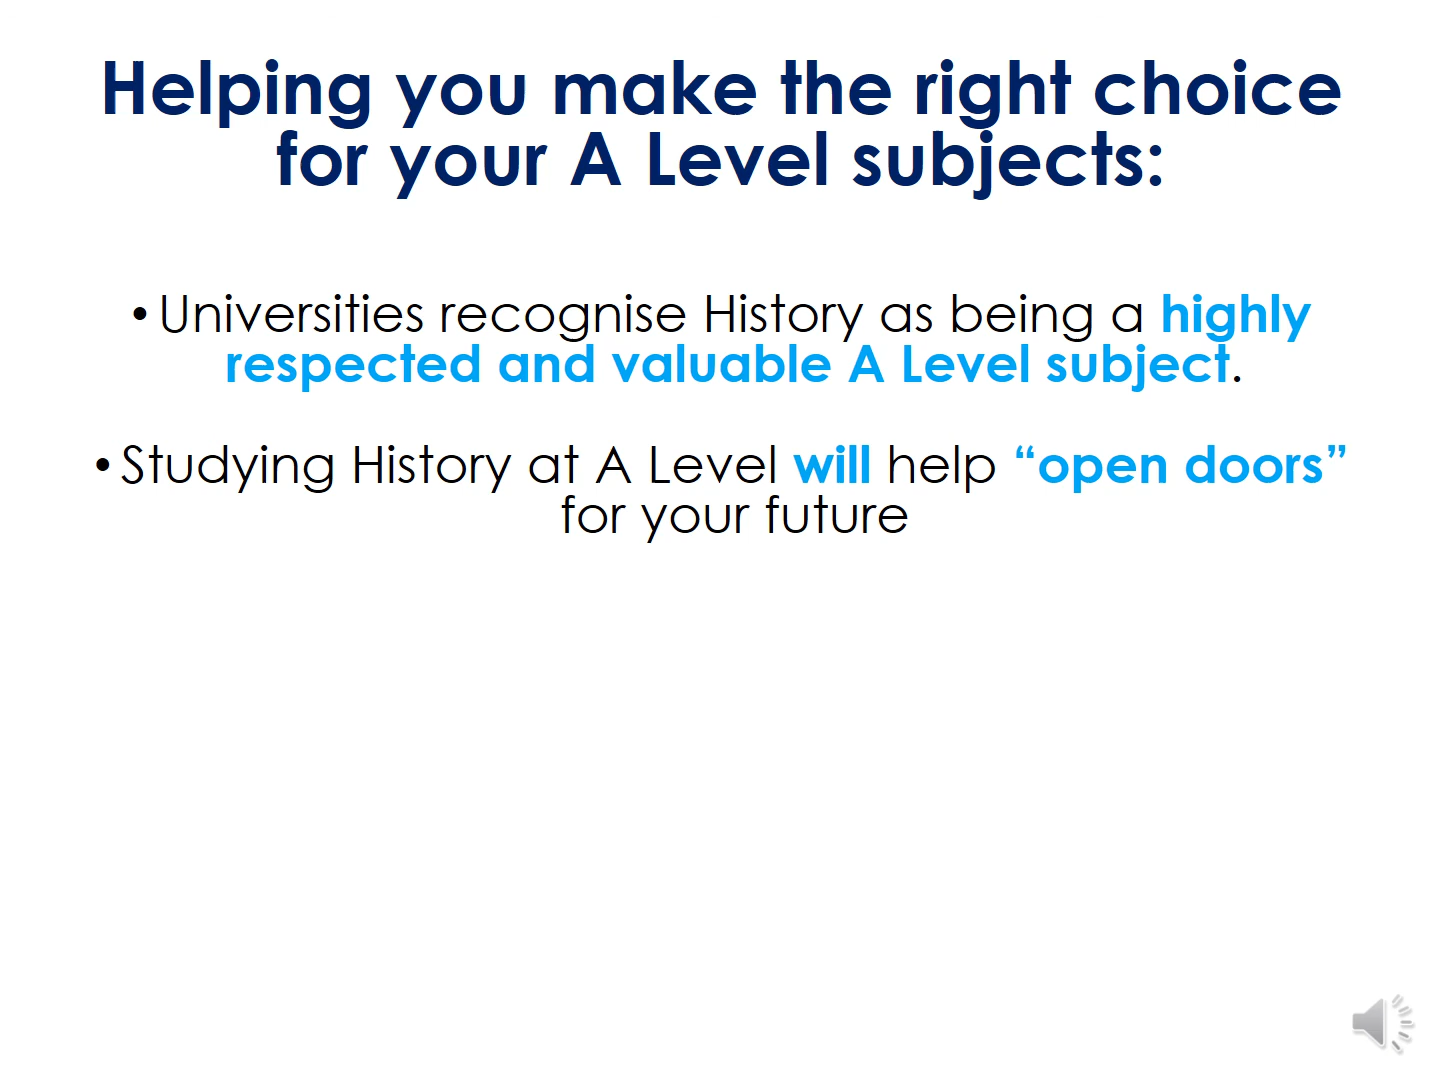 Helping you make the right choice
for your A Level subjects:
• Universities recognise History as being a highly
respected and valuable A Level subject.
• Studying History at A Level will help “open doors”
for your future